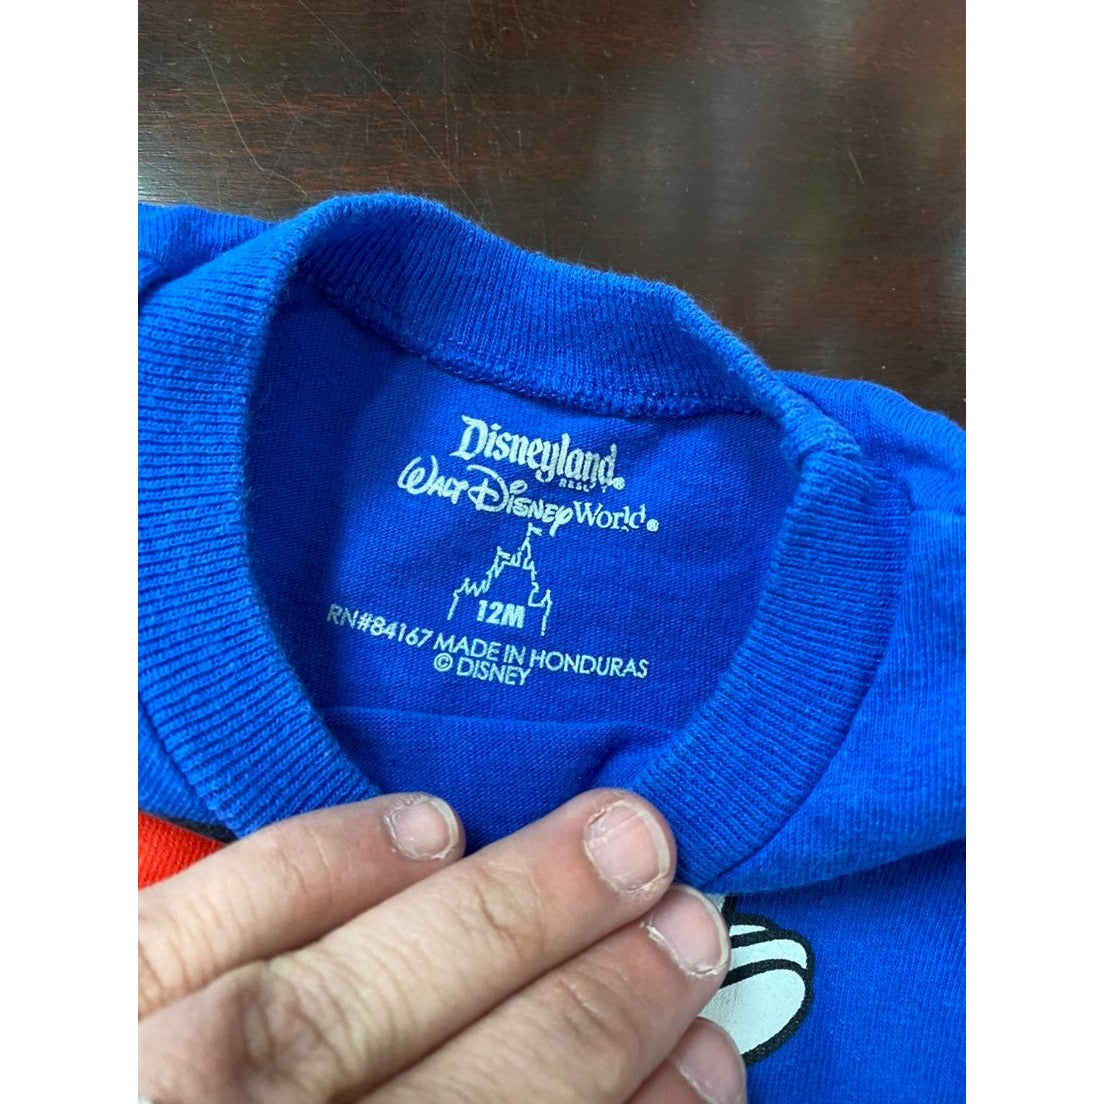 Disneyland®
RESORT
Walt Disney World®
12M
RN#84167 MADE IN HONDURAS
© DISNEY